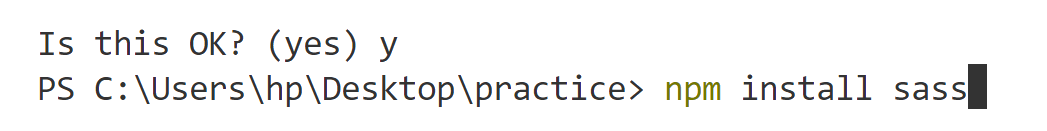 Is this OK? (yes) y
PS C:\Users\hp\Desktop\practice> npm install sass